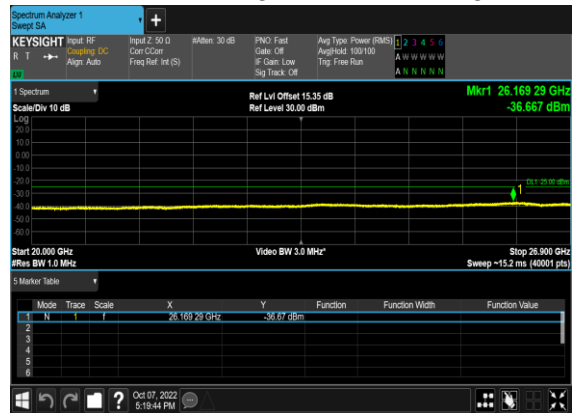 Spectrum Analyzer 1
Swept SA
+
KEYSIGHT Input: RF Input Z: 50 Ω #Atten: 30 dB PNO: Fast Avg Type: Power (RMS) 1 2 3 4 5 6
R T Coupling: DC Corr CCorr Gate: Off Avg|Hold: 100/100 A W W W W W
Align: Auto Freq Ref: Int (S) IF Gain: Low Trig: Free Run
Sig Track: Off A N N N N N
LW
1 Spectrum Ref Lvl Offset 15.35 dB Mkr1 26.169 29 GHz
Scale/Div 10 dB Ref Level 30.00 dBm -36.667 dBm
Log
20.0
10.0
0.00
-10.0
-20.0
DL1 -25.00 dBm
1
-30.0
-40.0
-50.0
-60.0
Start 20.000 GHz Video BW 3.0 MHz* Stop 26.900 GHz
#Res BW 1.0 MHz Sweep ~15.2 ms (40001 pts)
5 Marker Table
Mode Trace Scale X Y Function Function Width Function Value
1 N 1 f 26.169 29 GHz -36.67 dBm
2
3
4
5
6
? Oct 07, 2022
5:19:44 PM